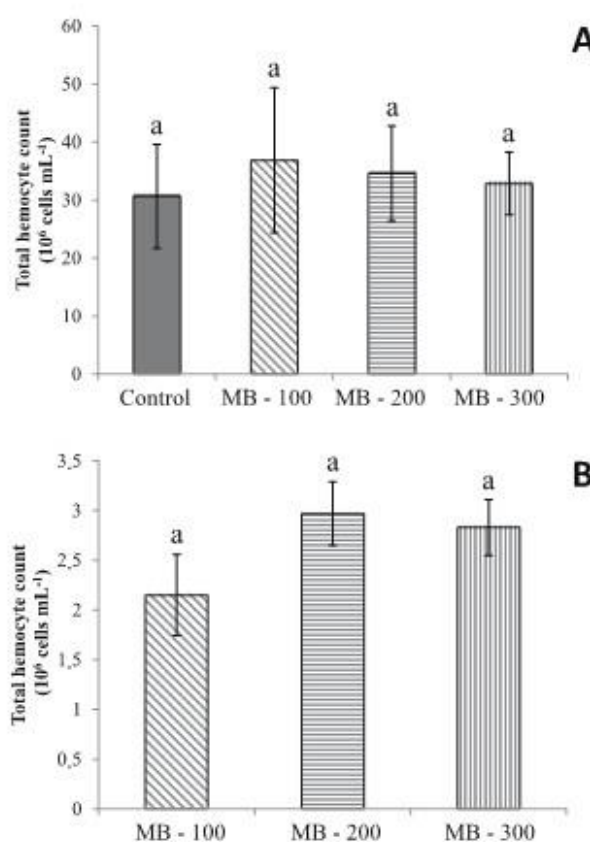 A
Total hemocyte count
(10⁶ cells mL⁻¹)
60
50
40
30
20
10
0
a
a
a
a
Control
MB - 100
MB - 200
MB - 300
B
Total hemocyte count
(10⁶ cells mL⁻¹)
3,5
3
2,5
2
1,5
1
0,5
0
a
a
a
MB - 100
MB - 200
MB - 300